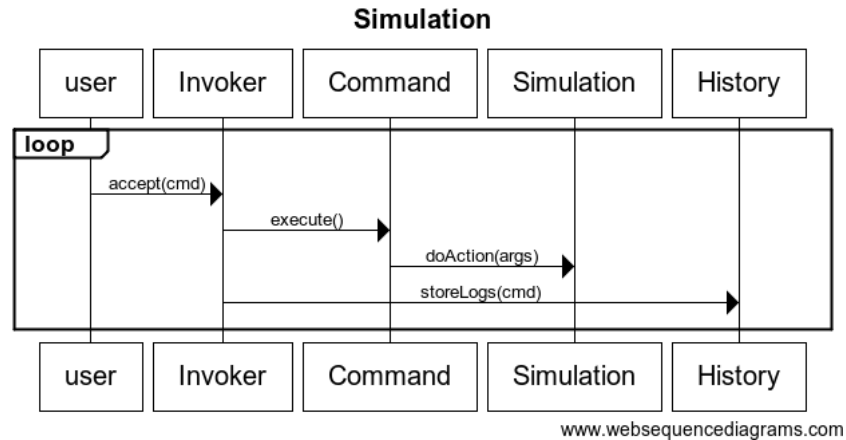 Simulation
user Invoker Command Simulation History
loop
accept(cmd)
execute()
doAction(args)
storeLogs(cmd)
user Invoker Command Simulation History
www.websequencediagrams.com